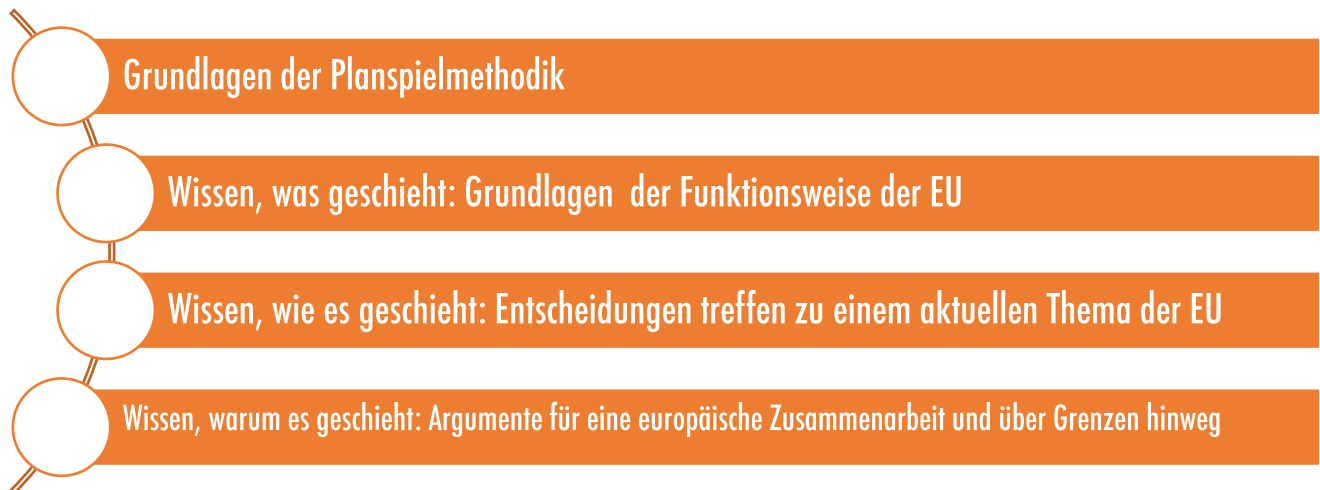 Grundlagen der Planspielmethodik
Wissen, was geschieht: Grundlagen  der Funktionsweise der EU
Wissen, wie es geschieht: Entscheidungen treffen zu einem aktuellen Thema der EU
Wissen, warum es geschieht: Argumente für eine europäische Zusammenarbeit und über Grenzen hinweg